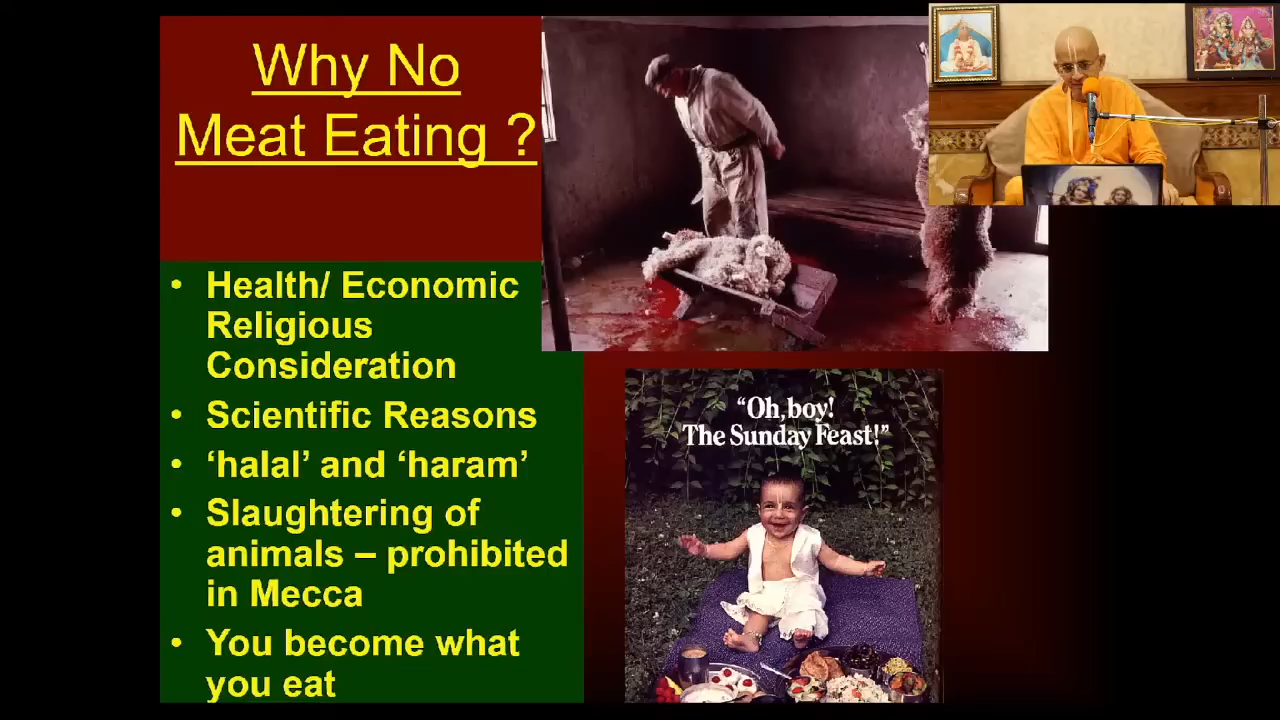 Why No
Meat Eating ?
• Health/ Economic
Religious
Consideration
• Scientific Reasons
• ‘halal’ and ‘haram’
• Slaughtering of
animals – prohibited
in Mecca
• You become what
you eat
“Oh, boy!
The Sunday Feast!”